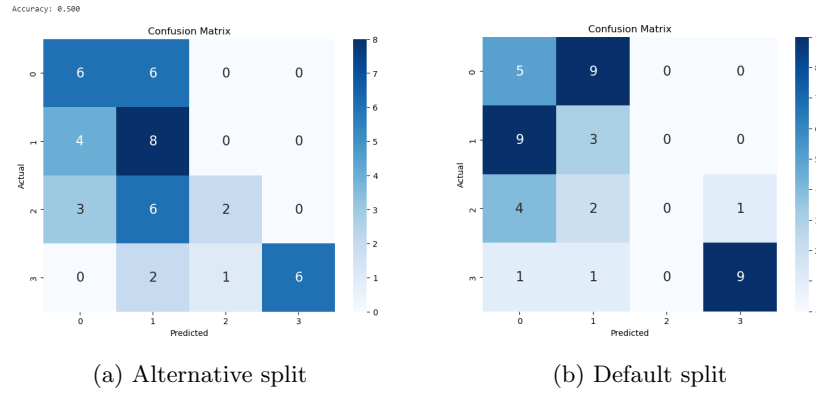 Accuracy: 0.500
Confusion Matrix
0 6 6 0 0
1 4 8 0 0
2 3 6 2 0
3 0 2 1 6
0 1 2 3
Actual
Predicted
8
7
6
5
4
3
2
1
0
(a) Alternative split
Confusion Matrix
0 5 9 0 0
1 9 3 0 0
2 4 2 0 1
3 1 1 0 9
0 1 2 3
Actual
Predicted
(b) Default split